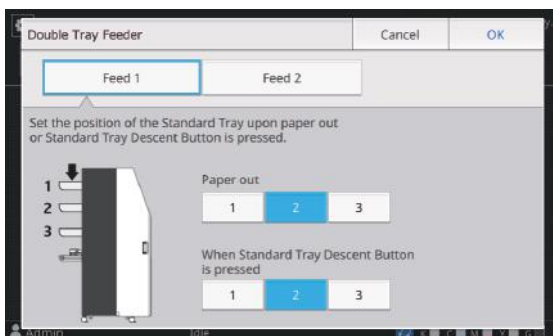 Double Tray Feeder
Cancel
OK
Feed 1
Feed 2
Set the position of the Standard Tray upon paper out
or Standard Tray Descent Button is pressed.
1
2
3
Paper out
1 2 3
When Standard Tray Descent Button
is pressed
1 2 3
Admin
Idle
K C M Y G